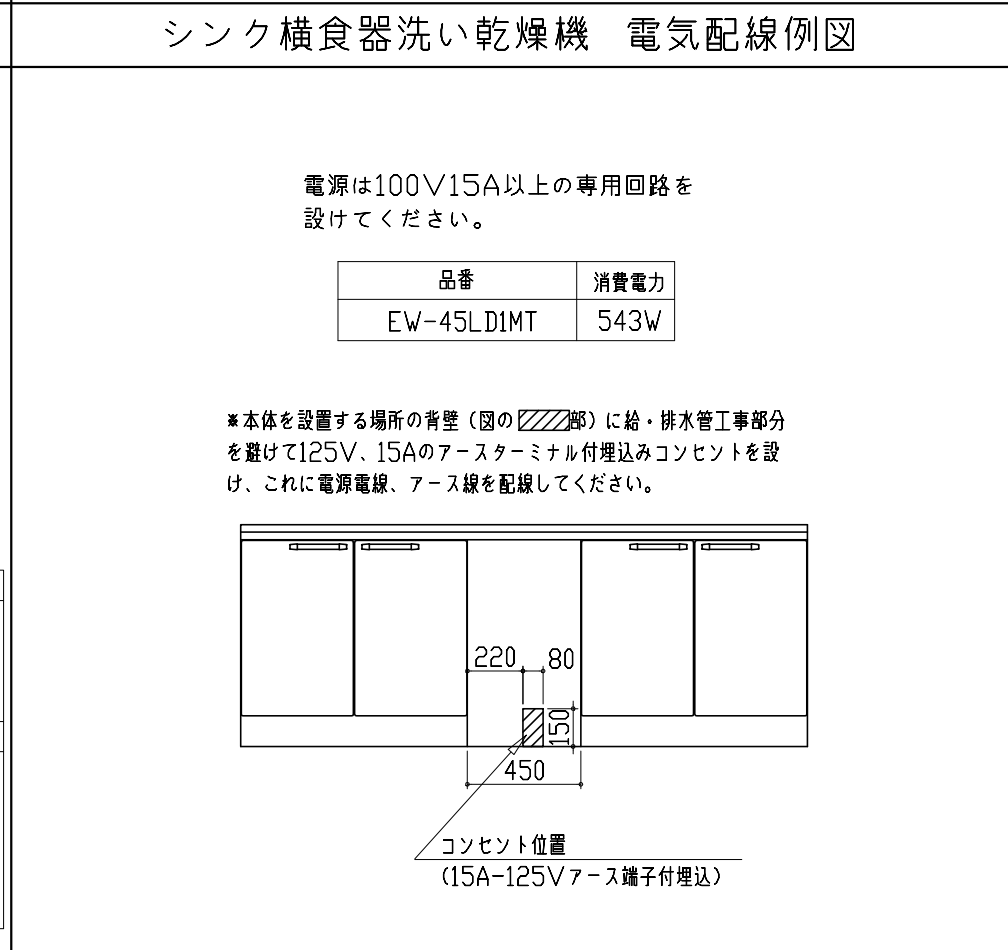 シンク横食器洗い乾燥機　電気配線例図
電源は100V15A以上の専用回路を
設けてください。
品番 消費電力
EW-45LD1MT 543W
※本体を設置する場所の背壁（図の 部）に給・排水管工事部分
を避けて125V、15Aのアースターミナル付埋込みコンセントを設
け、これに電源電線、アース線を配線してください。
220 80
150
450
コンセント位置
(15A-125Vアース端子付埋込)